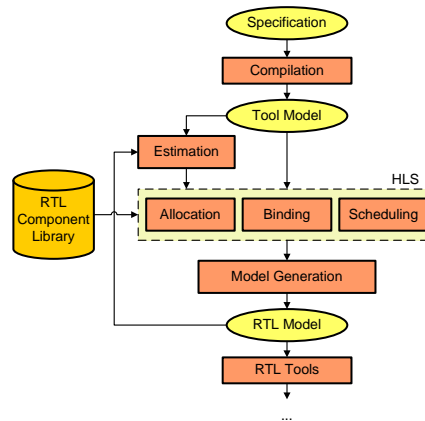 Specification
Compilation
Tool Model
Estimation
HLS
RTL
Component
Library
Allocation
Binding
Scheduling
Model Generation
RTL Model
RTL Tools
...